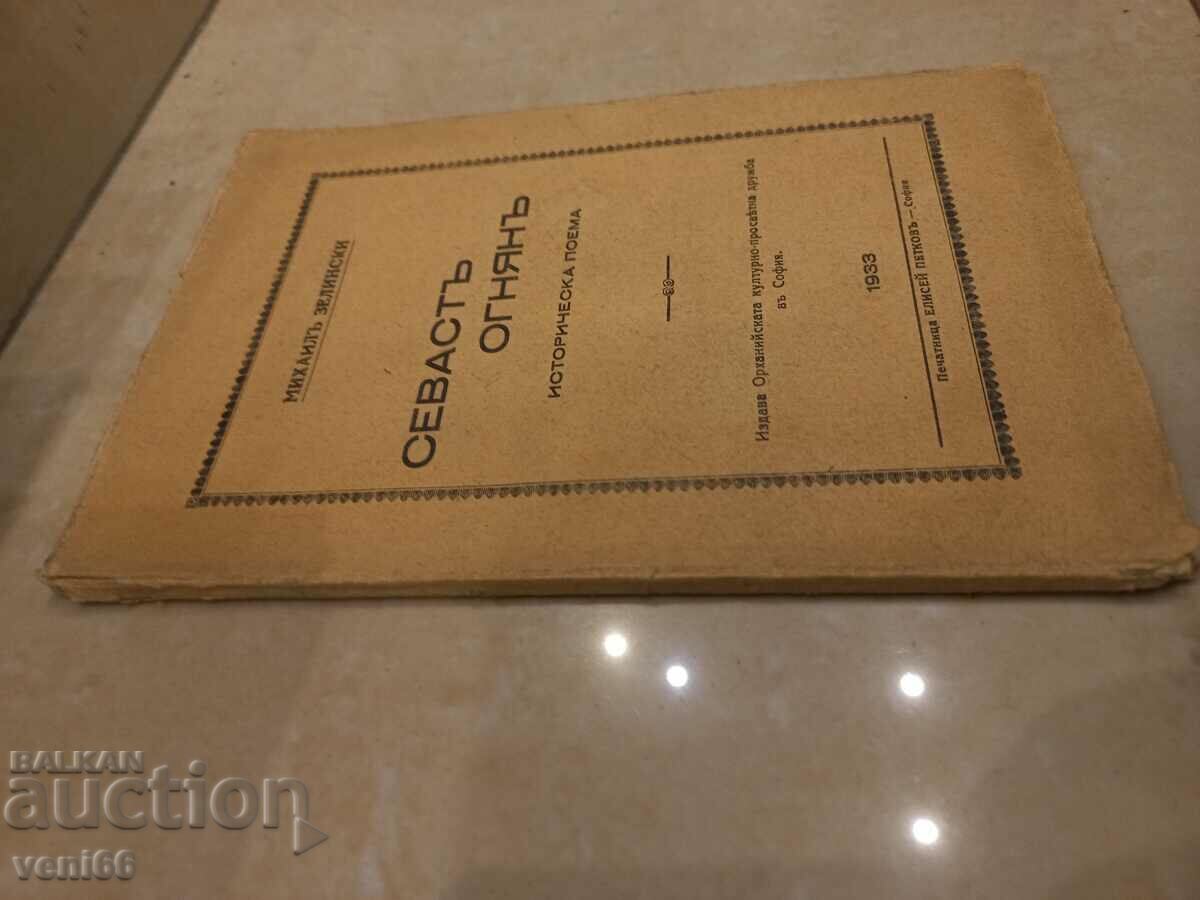 МИХАИЛЪ ЗЕЛИНСКИ
СЕВАСТЪ
ОГНЯНЪ
ИСТОРИЧЕСКА ПОЕМА
Издава Орханийската културно-просвѣтна дружба
въ София.
1933
Печатница ЕЛИСЕЙ ПЕТКОВЪ — София
BALKAN
auction
veni66